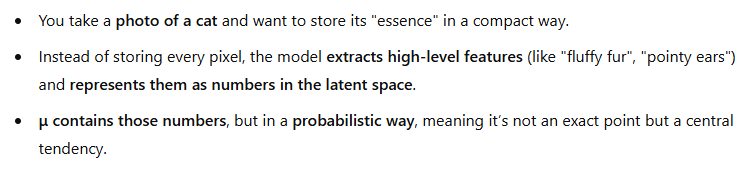 • You take a photo of a cat and want to store its "essence" in a compact way.
• Instead of storing every pixel, the model extracts high-level features (like "fluffy fur", "pointy ears")
and represents them as numbers in the latent space.
• μ contains those numbers, but in a probabilistic way, meaning it’s not an exact point but a central
tendency.